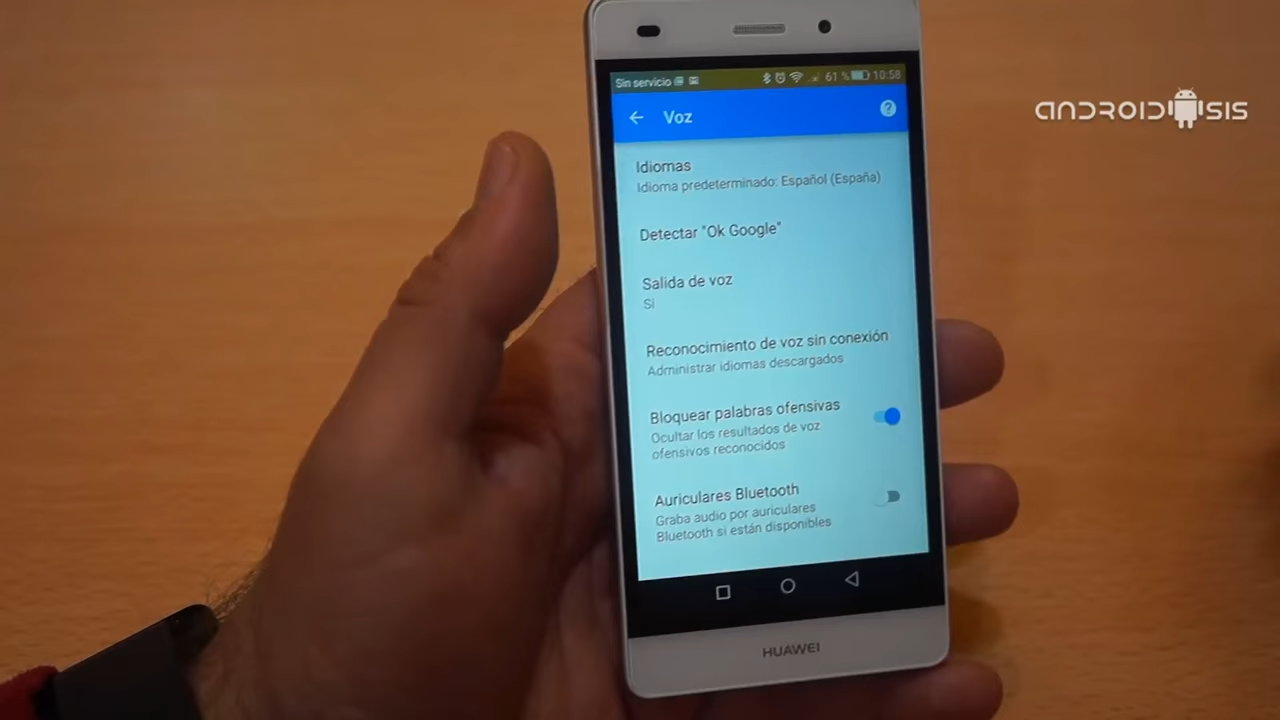 Sin servicio 61 % 10:58
Voz
Idiomas
Idioma predeterminado: Español (España)
Detectar "Ok Google"
Salida de voz
Sí
Reconocimiento de voz sin conexión
Administrar idiomas descargados
Bloquear palabras ofensivas
Ocultar los resultados de voz
ofensivos reconocidos
Auriculares Bluetooth
Graba audio por auriculares
Bluetooth si están disponibles
HUAWEI
ANDROIDSIS